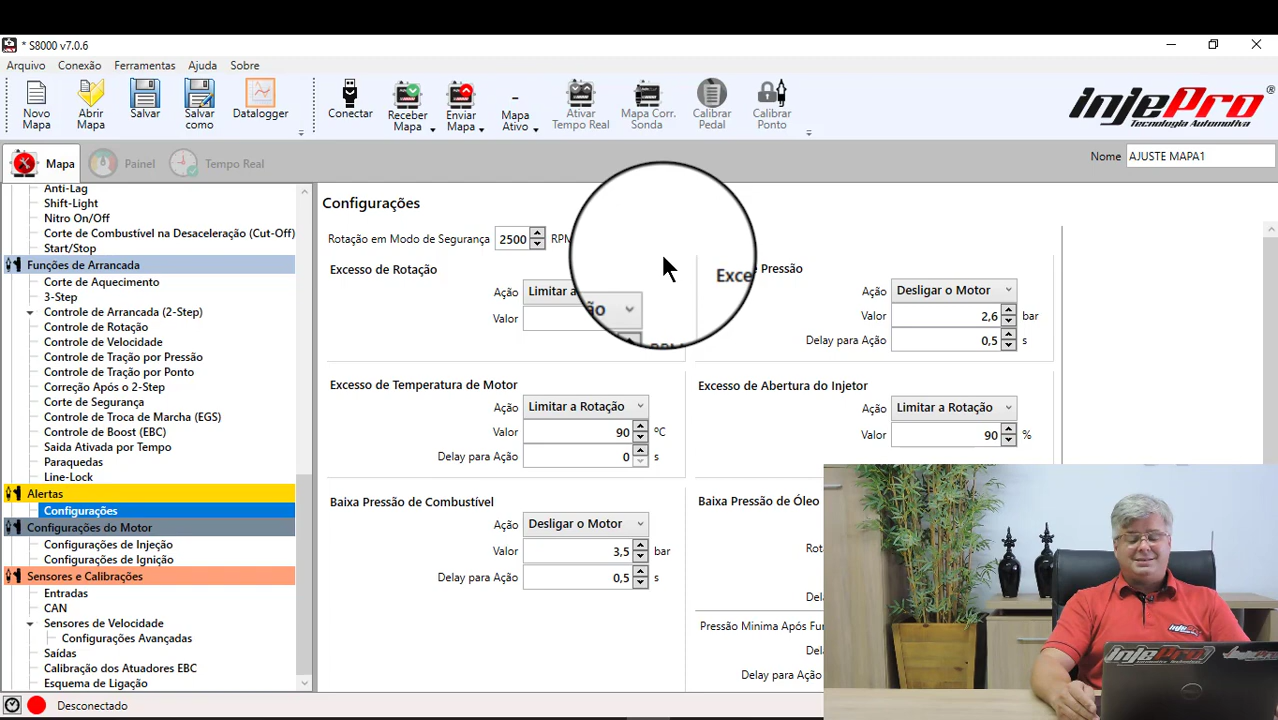 * S8000 v7.0.6
Arquivo Conexão Ferramentas Ajuda Sobre
Novo Mapa
Abrir Mapa
Salvar
Salvar como
Datalogger
Conectar
Receber Mapa
Enviar Mapa
Mapa Ativo
Ativar Tempo Real
Mapa Corr. Sonda
Calibrar Pedal
Calibrar Ponto
injePro®
Tecnologia Automotiva
Mapa
Painel
Tempo Real
Nome AJUSTE MAPA1
Anti-Lag
Shift-Light
Nitro On/Off
Corte de Combustível na Desaceleração (Cut-Off)
Start/Stop
Funções de Arrancada
Corte de Aquecimento
3-Step
Controle de Arrancada (2-Step)
Controle de Rotação
Controle de Velocidade
Controle de Tração por Pressão
Controle de Tração por Ponto
Correção Após o 2-Step
Corte de Segurança
Controle de Troca de Marcha (EGS)
Controle de Boost (EBC)
Saida Ativada por Tempo
Paraquedas
Line-Lock
Alertas
Configurações
Configurações do Motor
Configurações de Injeção
Configurações de Ignição
Sensores e Calibrações
Entradas
CAN
Sensores de Velocidade
Configurações Avançadas
Saídas
Calibração dos Atuadores EBC
Esquema de Ligação
Desconectado
Configurações
Rotação em Modo de Segurança 2500 RPM
Excesso de Rotação
Ação Limitar a
Valor
Pressão
Ação Desligar o Motor
Valor 2,6 bar
Delay para Ação 0,5 s
Excesso de Temperatura de Motor
Ação Limitar a Rotação
Valor 90 ºC
Delay para Ação 0 s
Excesso de Abertura do Injetor
Ação Limitar a Rotação
Valor 90 %
Baixa Pressão de Combustível
Ação Desligar o Motor
Valor 3,5 bar
Delay para Ação 0,5 s
Baixa Pressão de Óleo
Rot
Del
Pressão Minima Após Fur
Del
Delay para Ação
injePro
injePro